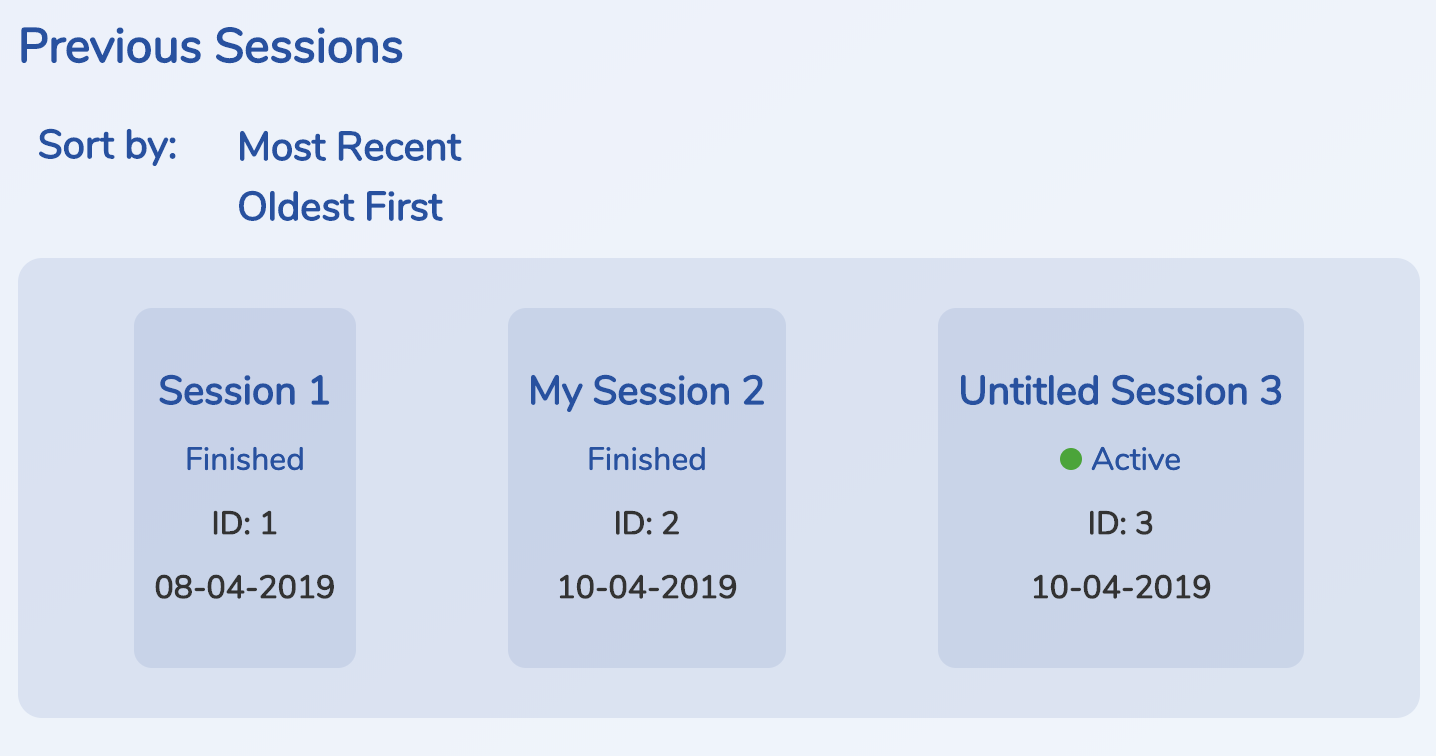 Previous Sessions
Sort by:
Most Recent
Oldest First
Session 1
Finished
ID: 1
08-04-2019
My Session 2
Finished
ID: 2
10-04-2019
Untitled Session 3
Active
ID: 3
10-04-2019